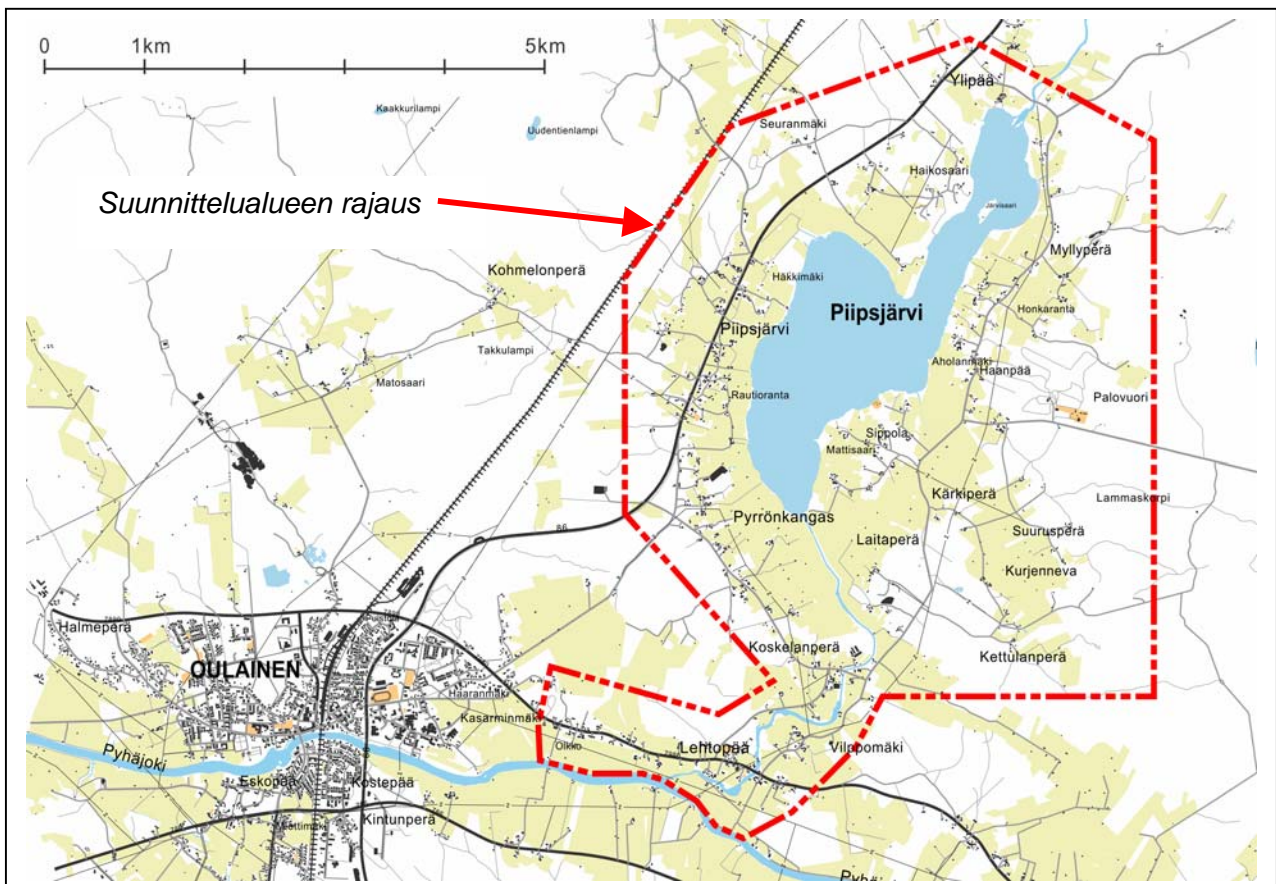 0 1km 5km
Ylipää
Kaakkurilampi
Uudentienlampi
Seuranmäki
Haikosaari
Suunnittelualueen rajaus
Järvisaari
Kohmelonperä
Häkkimäki
Myllyperä
Piipsjärvi
Piipsjärvi
Honkaranta
Takkulampi
Matosaari
Aholanmäki
Haanpää
Rautioranta
Palovuori
Sippola
Mattisaari
Kärkiperä
Lammaskorpi
Pyrrönkangas
86
Suurusperä
Laitaperä
Kurjenneva
Halmeperä
OULAINEN
Koskelanperä
Kettulanperä
Haaranmäki
Kasarminmäki
Olkko
Lehtopää
Vilppomäki
Pyhäjoki
Eskopää
Kostepää
Kintunperä
Pyhäjoki